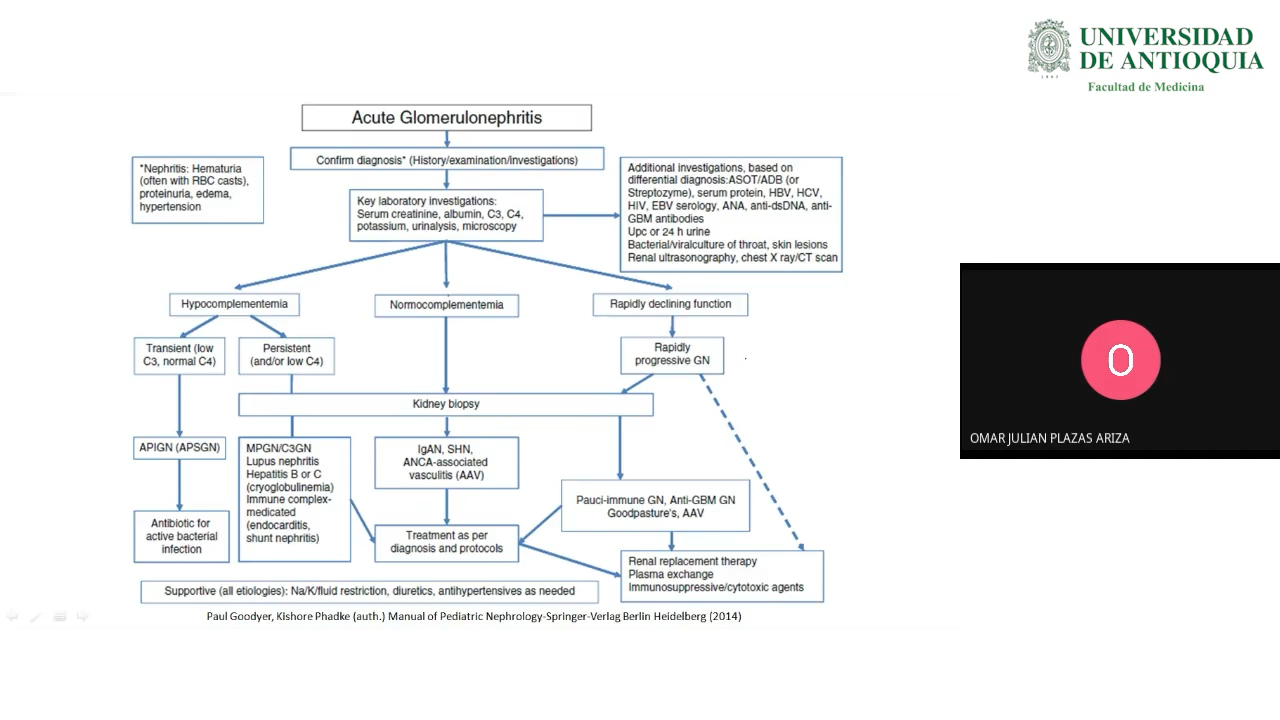 UNIVERSIDAD
DE ANTIOQUIA
1803
Facultad de Medicina
Acute Glomerulonephritis
Confirm diagnosis* (History/examination/Investigations)
*Nephritis: Hematuria
(often with RBC casts),
proteinuria, edema,
hypertension
Key laboratory investigations:
Serum creatinine, albumin, C3, C4,
potassium, urinalysis, microscopy
Additional investigations, based on
differential diagnosis:ASOT/ADB (or
Streptozyme), serum protein, HBV, HCV,
HIV, EBV serology, ANA, anti-dsDNA, anti-
GBM antibodies
Upc or 24 h urine
Bacterial/viralculture of throat, skin lesions
Renal ultrasonography, chest X ray/CT scan
Hypocomplementemia
Normocomplementemia
Rapidly declining function
Transient (low
C3, normal C4)
Persistent
(and/or low C4)
Rapidly
progressive GN
Kidney biopsy
APIGN (APSGN)
MPGN/C3GN
Lupus nephritis
Hepatitis B or C
(cryoglobulinemia)
Immune complex-
medicated
(endocarditis,
shunt nephritis)
IgAN, SHN,
ANCA-associated
vasculitis (AAV)
Pauci-immune GN, Anti-GBM GN
Goodpasture's, AAV
Antibiotic for
active bacterial
infection
Treatment as per
diagnosis and protocols
Renal replacement therapy
Plasma exchange
Immunosuppressive/cytotoxic agents
Supportive (all etiologies): Na/K/fluid restriction, diuretics, antihypertensives as needed
Paul Goodyer, Kishore Phadke (auth.) Manual of Pediatric Nephrology-Springer-Verlag Berlin Heidelberg (2014)
O
OMAR JULIAN PLAZAS ARIZA